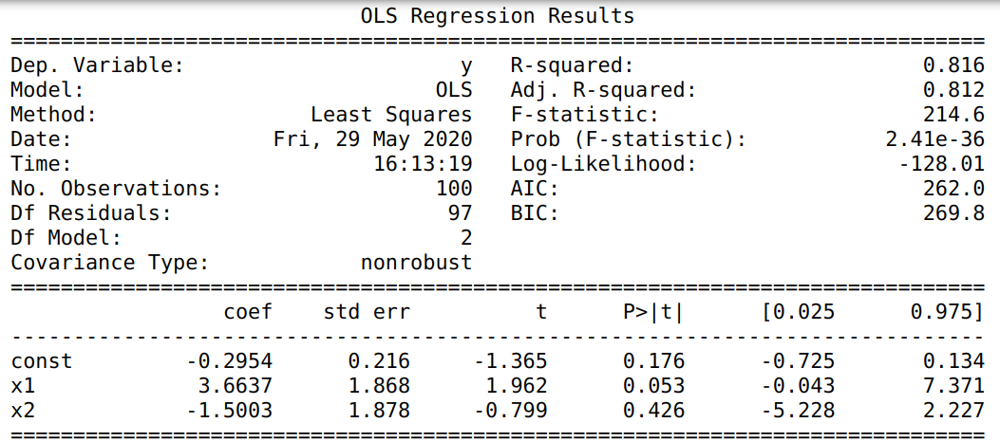 OLS Regression Results
==============================================================================
Dep. Variable: y R-squared: 0.816
Model: OLS Adj. R-squared: 0.812
Method: Least Squares F-statistic: 214.6
Date: Fri, 29 May 2020 Prob (F-statistic): 2.41e-36
Time: 16:13:19 Log-Likelihood: -128.01
No. Observations: 100 AIC: 262.0
Df Residuals: 97 BIC: 269.8
Df Model: 2
Covariance Type: nonrobust
==============================================================================
coef std err t P>|t| [0.025 0.975]
------------------------------------------------------------------------------
const -0.2954 0.216 -1.365 0.176 -0.725 0.134
x1 3.6637 1.868 1.962 0.053 -0.043 7.371
x2 -1.5003 1.878 -0.799 0.426 -5.228 2.227
==============================================================================